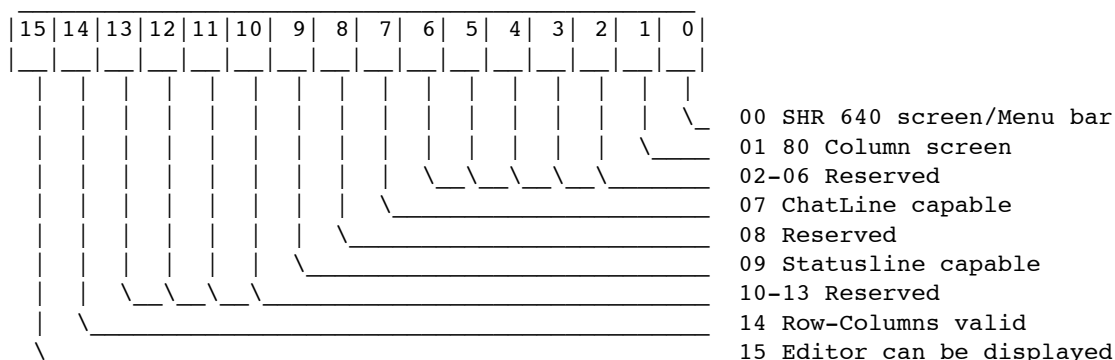 |15|14|13|12|11|10| 9| 8| 7| 6| 5| 4| 3| 2| 1| 0|
00 SHR 640 screen/Menu bar
01 80 Column screen
02-06 Reserved
07 ChatLine capable
08 Reserved
09 Statusline capable
10-13 Reserved
14 Row-Columns valid
15 Editor can be displayed